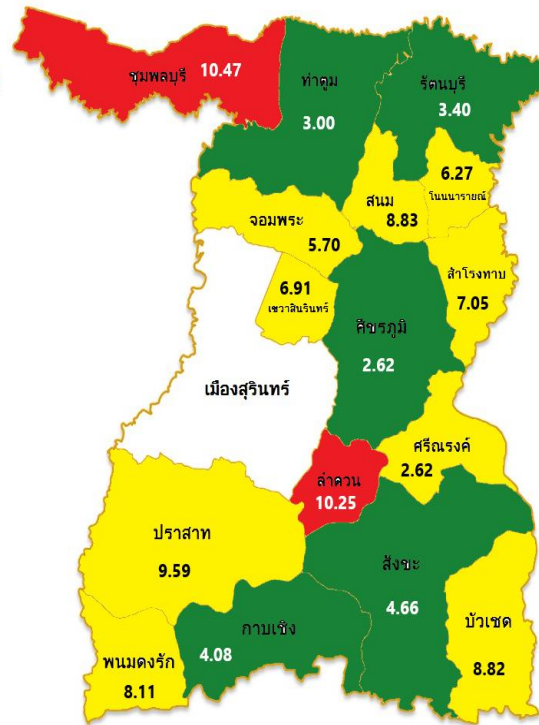 ชุมพลบุรี 10.47
ท่าตูม
3.00
รัตนบุรี
3.40
สนม
8.83
6.27
โนนนารายณ์
จอมพระ
5.70
6.91
เขวาสินรินทร์
สำโรงทาบ
7.05
ศีขรภูมิ
2.62
เมืองสุรินทร์
ศรีณรงค์
2.62
ลำดวน
10.25
ปราสาท
9.59
สังขะ
4.66
กาบเชิง
4.08
บัวเชด
8.82
พนมดงรัก
8.11